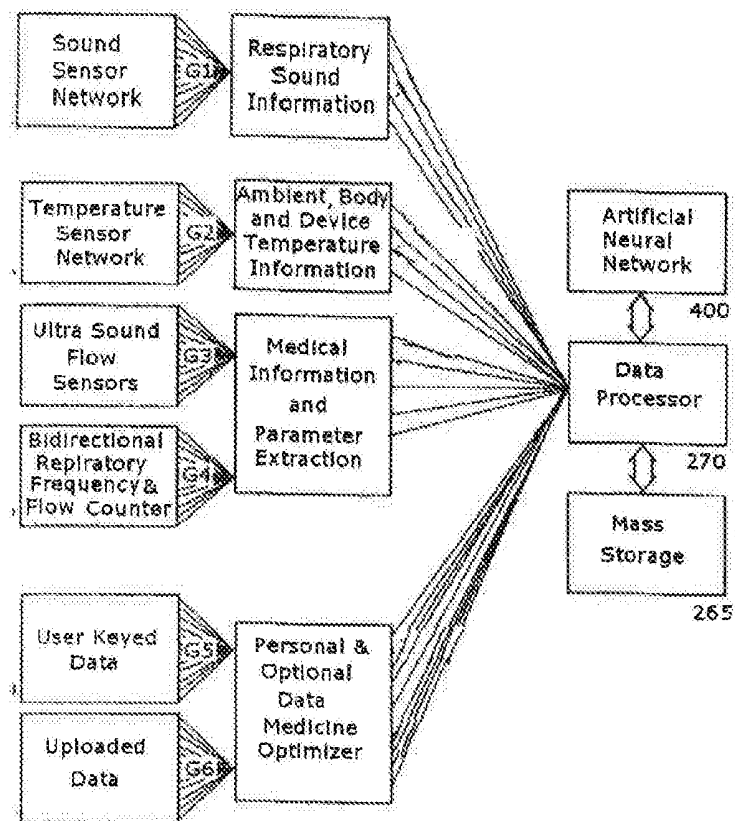 Sound
Sensor
Network
G1
Respiratory
Sound
Information
Temperature
Sensor
Network
G2
Ambient, Body
and Device
Temperature
Information
Ultra Sound
Flow
Sensors
G3
Medical
Information
and
Parameter
Extraction
Bidirectional
Repiratory
Frequency &
Flow Counter
G4
User Keyed
Data
G5
Personal &
Optional
Data
Medicine
Optimizer
Uploaded
Data
G6
Artificial
Neural
Network
400
Data
Processor
270
Mass
Storage
265